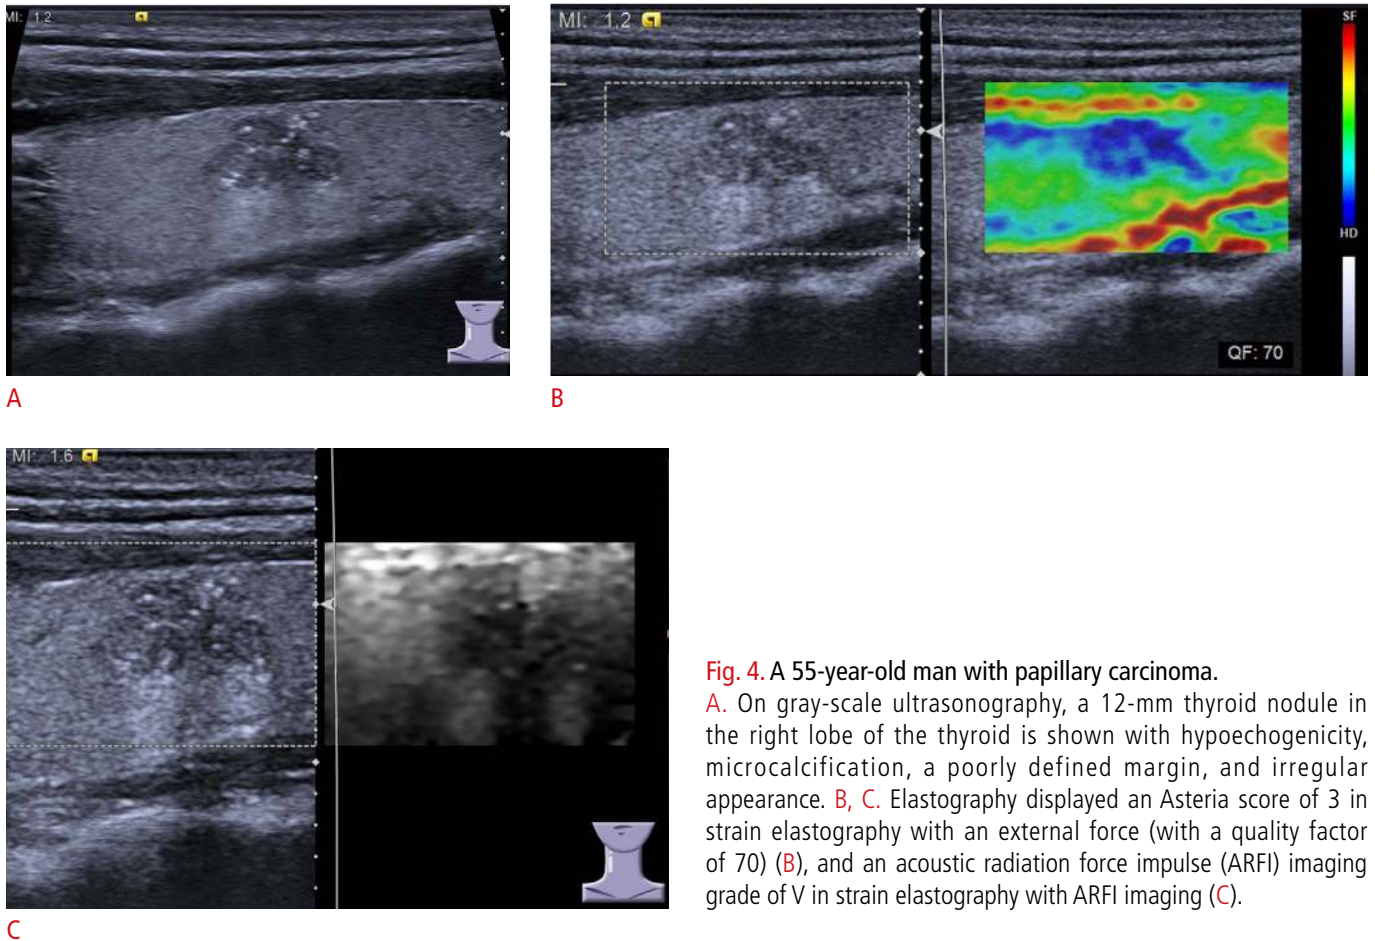 MI: 1.2
MI: 1.2
SF
HD
QF: 70
A
B
MI: 1.6
C
Fig. 4. A 55-year-old man with papillary carcinoma.
A. On gray-scale ultrasonography, a 12-mm thyroid nodule in
the right lobe of the thyroid is shown with hypoechogenicity,
microcalcification, a poorly defined margin, and irregular
appearance. B, C. Elastography displayed an Asteria score of 3 in
strain elastography with an external force (with a quality factor
of 70) (B), and an acoustic radiation force impulse (ARFI) imaging
grade of V in strain elastography with ARFI imaging (C).